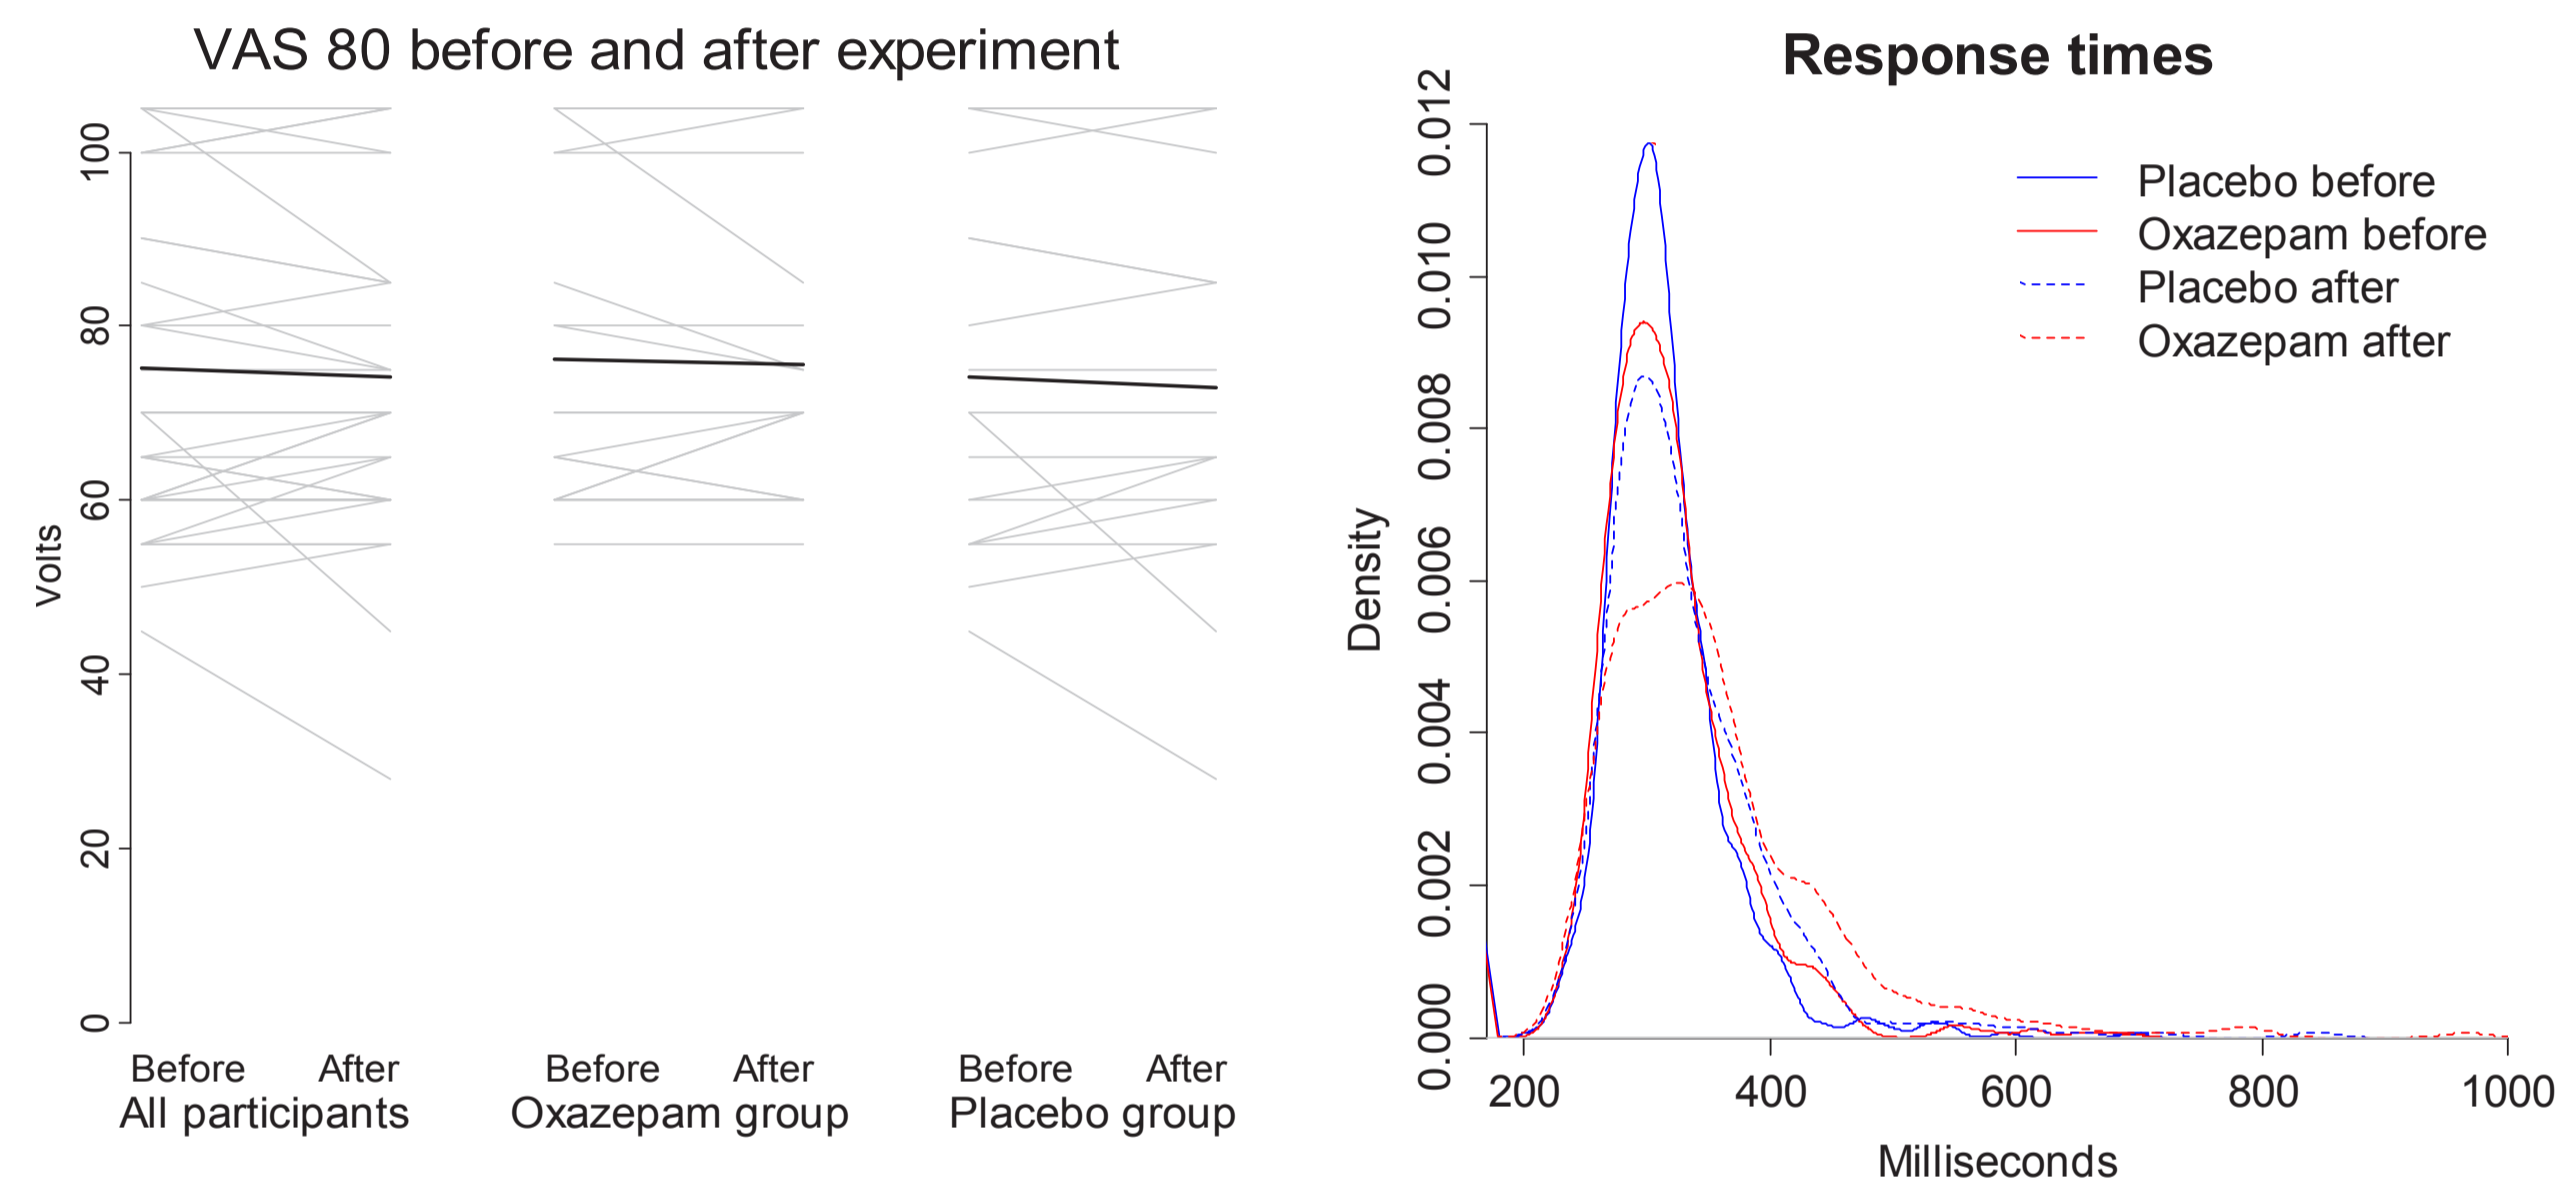 VAS 80 before and after experiment
Volts
0
20
40
60
80
100
Before After
All participants
Before After
Oxazepam group
Before After
Placebo group
Response times
Density
0.000
0.002
0.004
0.006
0.008
0.010
0.012
Placebo before
Oxazepam before
Placebo after
Oxazepam after
200 400 600 800 1000
Milliseconds